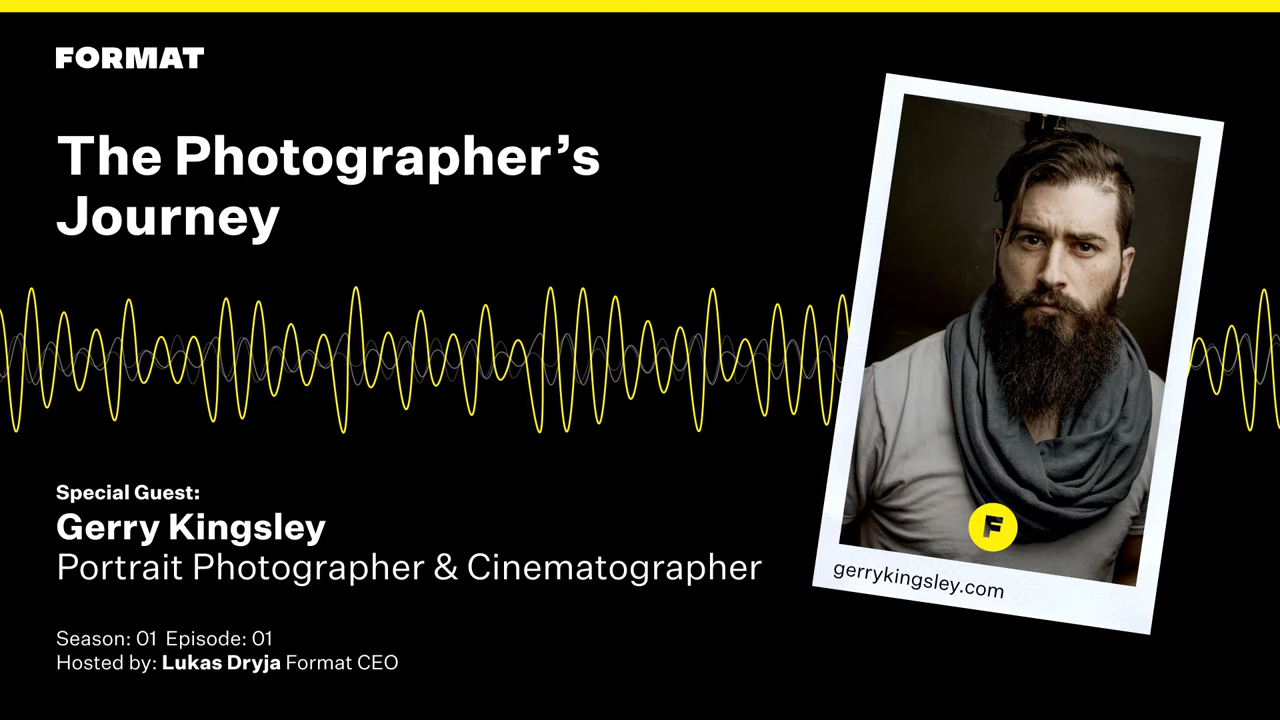 FORMAT
The Photographer’s
Journey
Special Guest:
Gerry Kingsley
Portrait Photographer & Cinematographer
Season: 01 Episode: 01
Hosted by: Lukas Dryja Format CEO
F
gerrykingsley.com